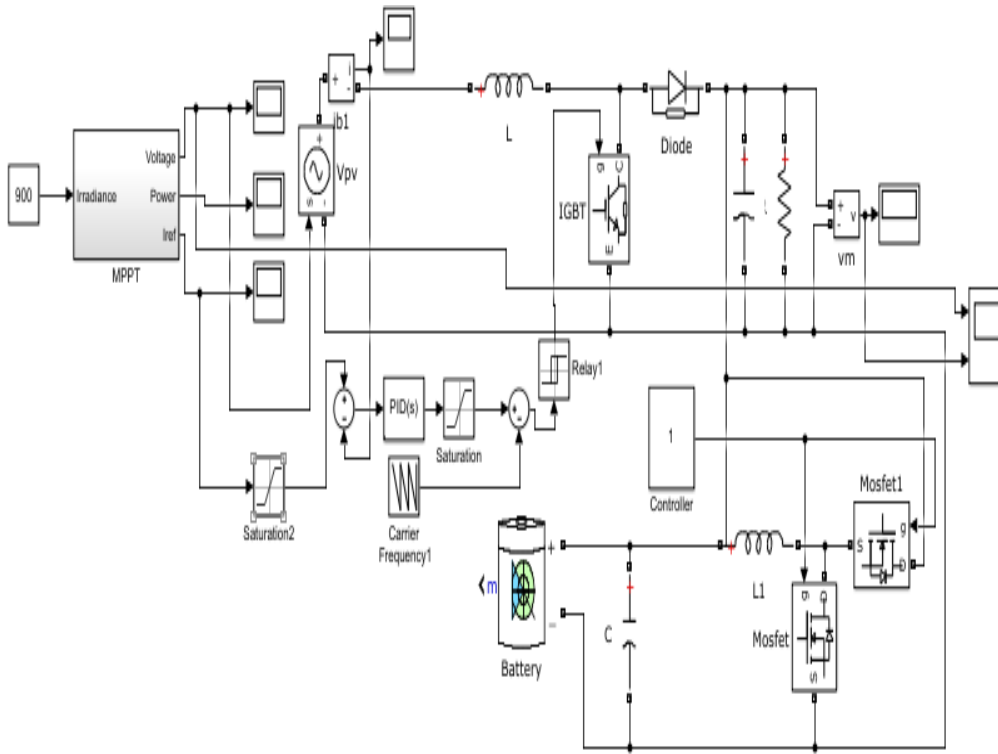 900
Irradiance
Voltage
Power
Iref
MPPT
i
+
-
ib1
+
s
-
Vpv
+
L
g
C
E
IGBT
Diode
+
+
+
-
v
vm
Relay1
+
-
PID(s)
Saturation
+
-
Saturation2
Carrier
Frequency1
1
Controller
Mosfet1
g
S
D
m
+
-
Battery
+
C
+
L1
g
D
S
Mosfet